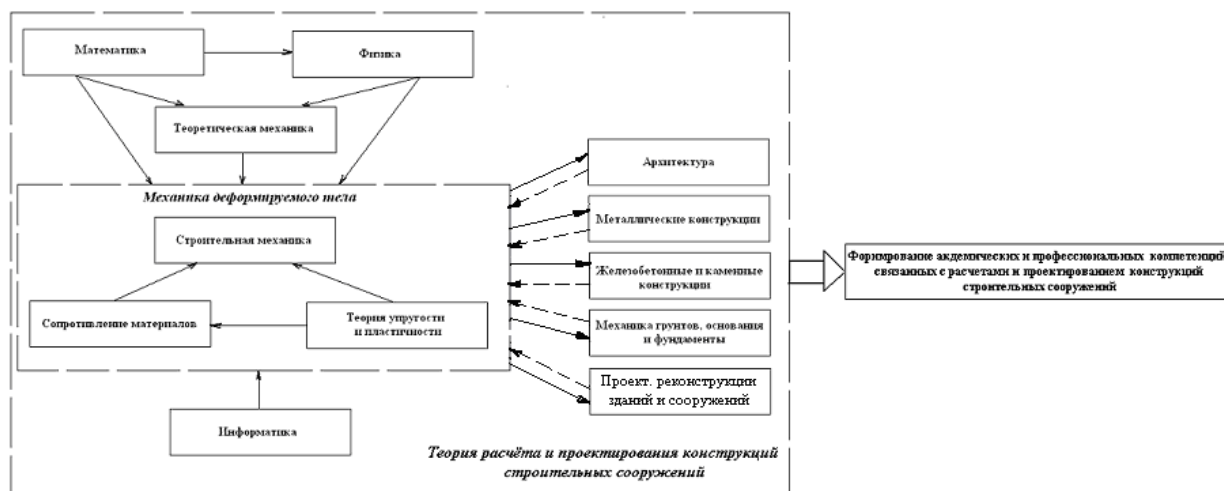 Математика
Физика
Теоретическая механика
Механика деформируемого тела
Строительная механика
Сопротивление материалов
Теория упругости
и пластичности
Информатика
Архитектура
Металлические конструкции
Железобетонные и каменные
конструкции
Механика грунтов, основания
и фундаменты
Проект. реконструкции
зданий и сооружений
Теория расчёта и проектирования конструкций
строительных сооружений
Формирование акдемических и профессиональных компетенций
связанных с расчетами и проектированием конструкций
строительных сооружений